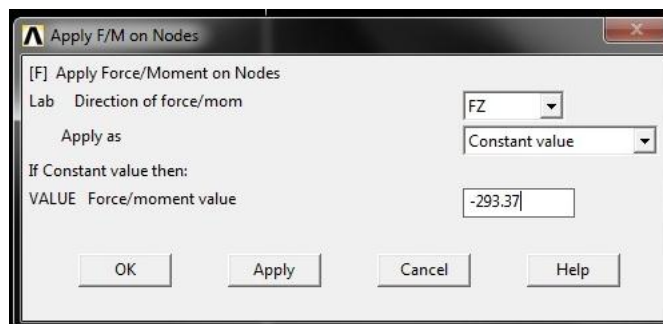 Apply F/M on Nodes
[F] Apply Force/Moment on Nodes
Lab Direction of force/mom FZ
Apply as Constant value
If Constant value then:
VALUE Force/moment value -293.37
OK Apply Cancel Help